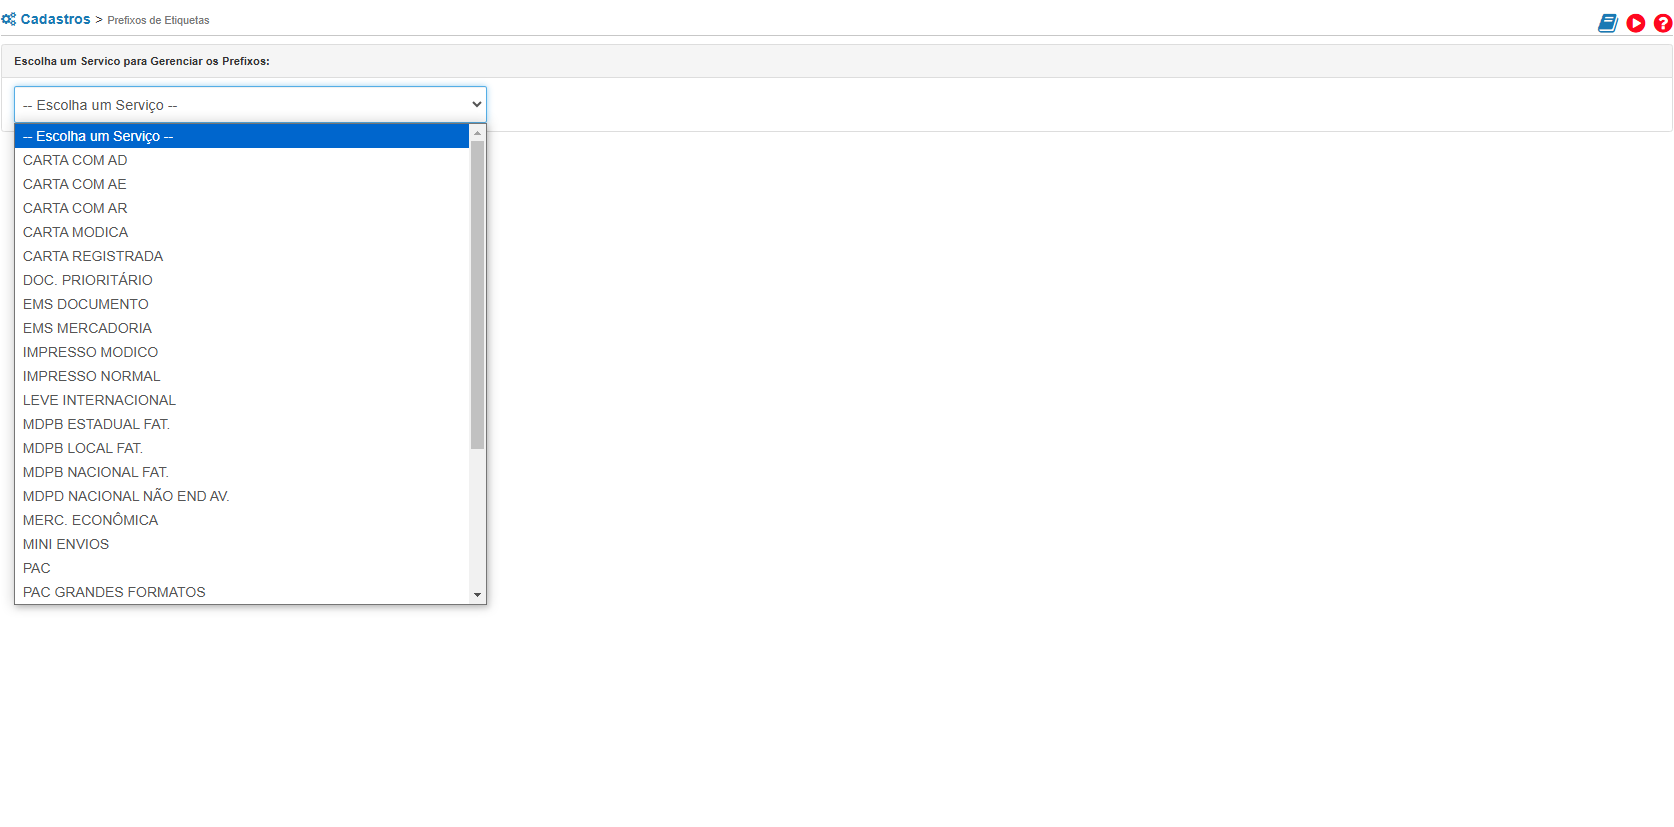 Cadastros > Prefixos de Etiquetas
Escolha um Servico para Gerenciar os Prefixos:
-- Escolha um Serviço --
-- Escolha um Serviço --
CARTA COM AD
CARTA COM AE
CARTA COM AR
CARTA MODICA
CARTA REGISTRADA
DOC. PRIORITÁRIO
EMS DOCUMENTO
EMS MERCADORIA
IMPRESSO MODICO
IMPRESSO NORMAL
LEVE INTERNACIONAL
MDPB ESTADUAL FAT.
MDPB LOCAL FAT.
MDPB NACIONAL FAT.
MDPD NACIONAL NÃO END AV.
MERC. ECONÔMICA
MINI ENVIOS
PAC
PAC GRANDES FORMATOS